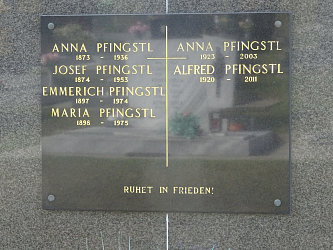 ANNA PFINGSTL
1873 - 1936
JOSEF PFINGSTL
1874 - 1953
EMMERICH PFINGSTL
1897 - 1974
MARIA PFINGSTL
1896 - 1975
ANNA PFINGSTL
1923 - 2003
ALFRED PFINGSTL
1920 - 2011
RUHET IN FRIEDEN!